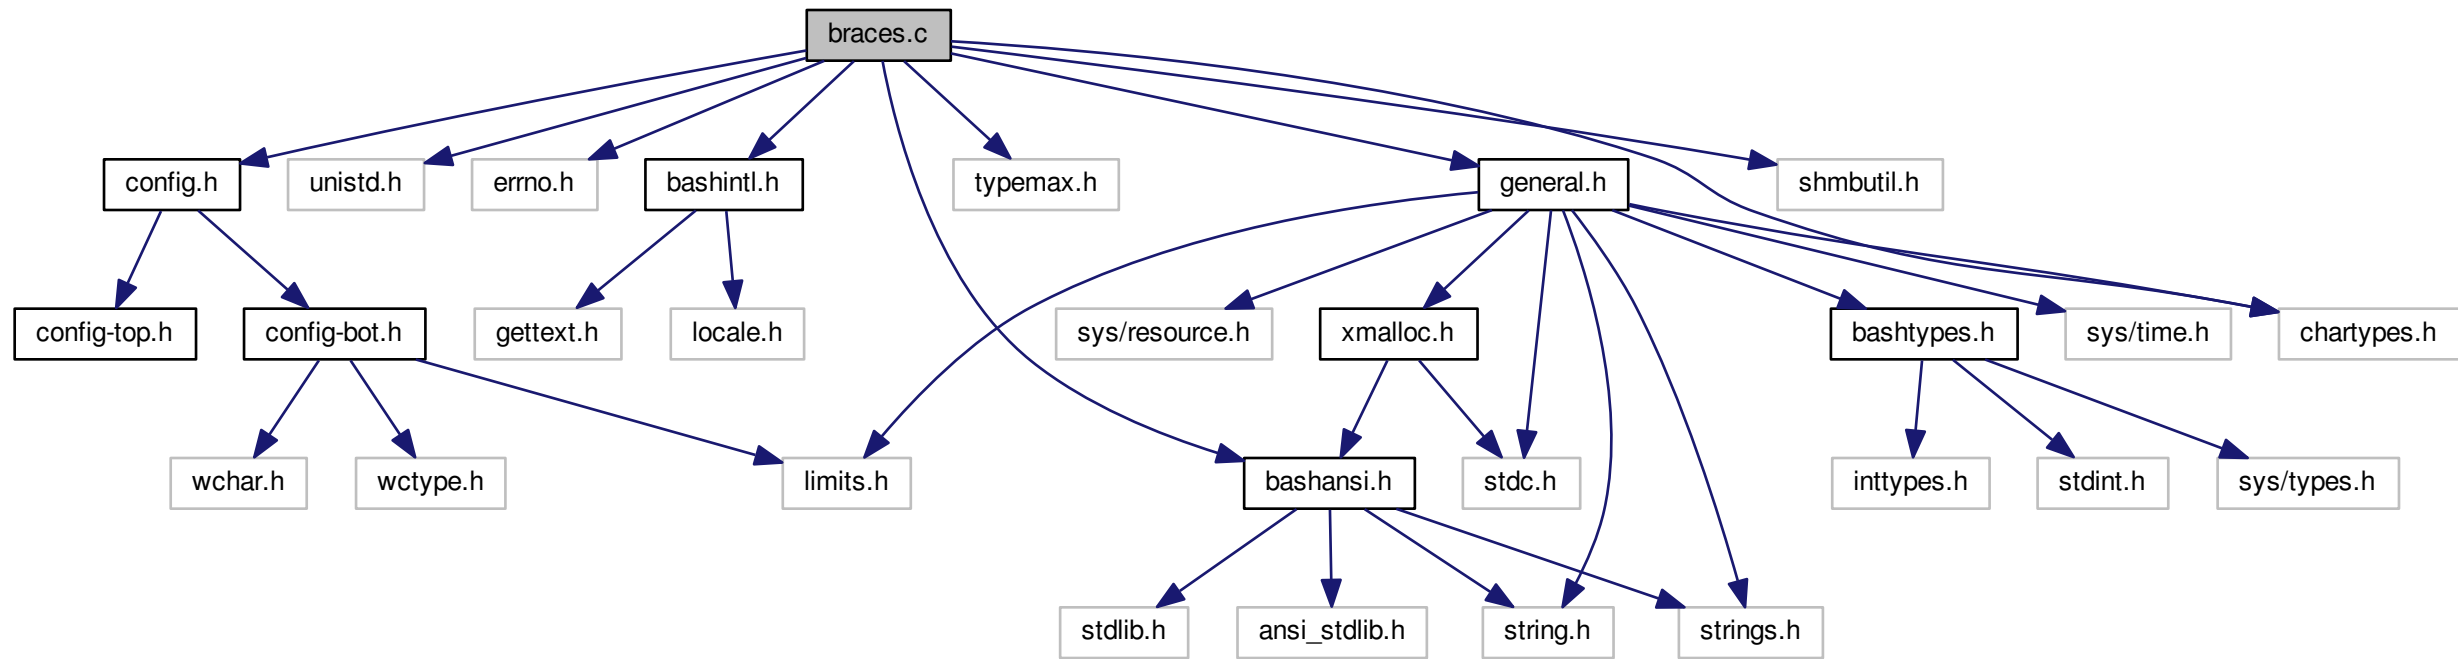 braces.c
config.h
unistd.h
errno.h
bashintl.h
typemax.h
general.h
shmbutil.h
config-top.h
config-bot.h
gettext.h
locale.h
sys/resource.h
xmalloc.h
bashtypes.h
sys/time.h
chartypes.h
wchar.h
wctype.h
limits.h
bashansi.h
stdc.h
inttypes.h
stdint.h
sys/types.h
stdlib.h
ansi_stdlib.h
string.h
strings.h